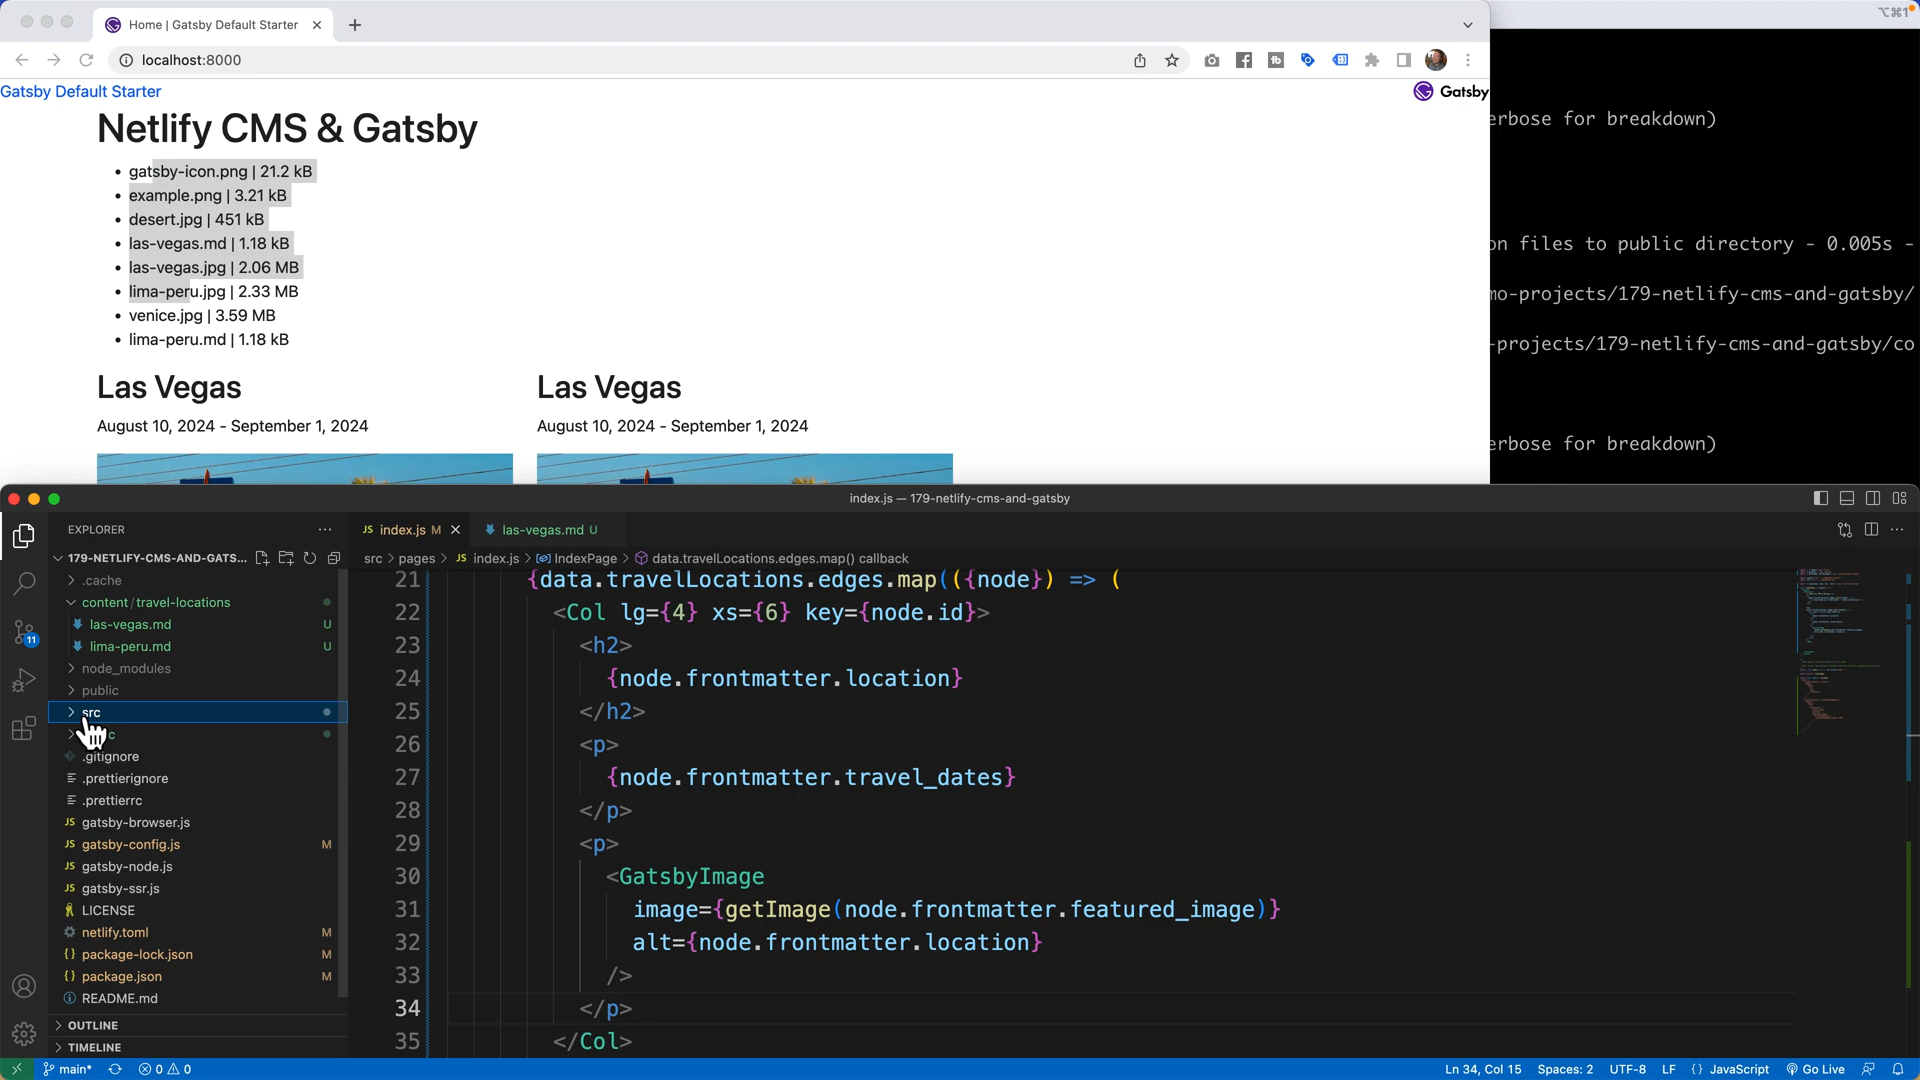 ⌥⌘1
Home | Gatsby Default Starter
localhost:8000
Gatsby Default Starter
Gatsby
Netlify CMS & Gatsby
gatsby-icon.png | 21.2 kB
example.png | 3.21 kB
desert.jpg | 451 kB
las-vegas.md | 1.18 kB
las-vegas.jpg | 2.06 MB
lima-peru.jpg | 2.33 MB
venice.jpg | 3.59 MB
lima-peru.md | 1.18 kB
Las Vegas
August 10, 2024 - September 1, 2024
Las Vegas
August 10, 2024 - September 1, 2024
erbose for breakdown)
on files to public directory - 0.005s -
mo-projects/179-netlify-cms-and-gatsby/
-projects/179-netlify-cms-and-gatsby/co
erbose for breakdown)
index.js — 179-netlify-cms-and-gatsby
EXPLORER
179-NETLIFY-CMS-AND-GATS...
.cache
content / travel-locations
las-vegas.md U
lima-peru.md U
node_modules
public
src
c
.gitignore
.prettierignore
.prettierrc
JS gatsby-browser.js
JS gatsby-config.js M
JS gatsby-node.js
JS gatsby-ssr.js
LICENSE
netlify.toml M
{} package-lock.json M
{} package.json M
README.md
OUTLINE
TIMELINE
11
JS index.js M
las-vegas.md U
src > pages > JS index.js > IndexPage > data.travelLocations.edges.map() callback
21 {data.travelLocations.edges.map(({node}) => (
22 <Col lg={4} xs={6} key={node.id}>
23 <h2>
24 {node.frontmatter.location}
25 </h2>
26 <p>
27 {node.frontmatter.travel_dates}
28 </p>
29 <p>
30 <GatsbyImage
31 image={getImage(node.frontmatter.featured_image)}
32 alt={node.frontmatter.location}
33 />
34 </p>
35 </Col>
main* 0 0
Ln 34, Col 15 Spaces: 2 UTF-8 LF {} JavaScript Go Live